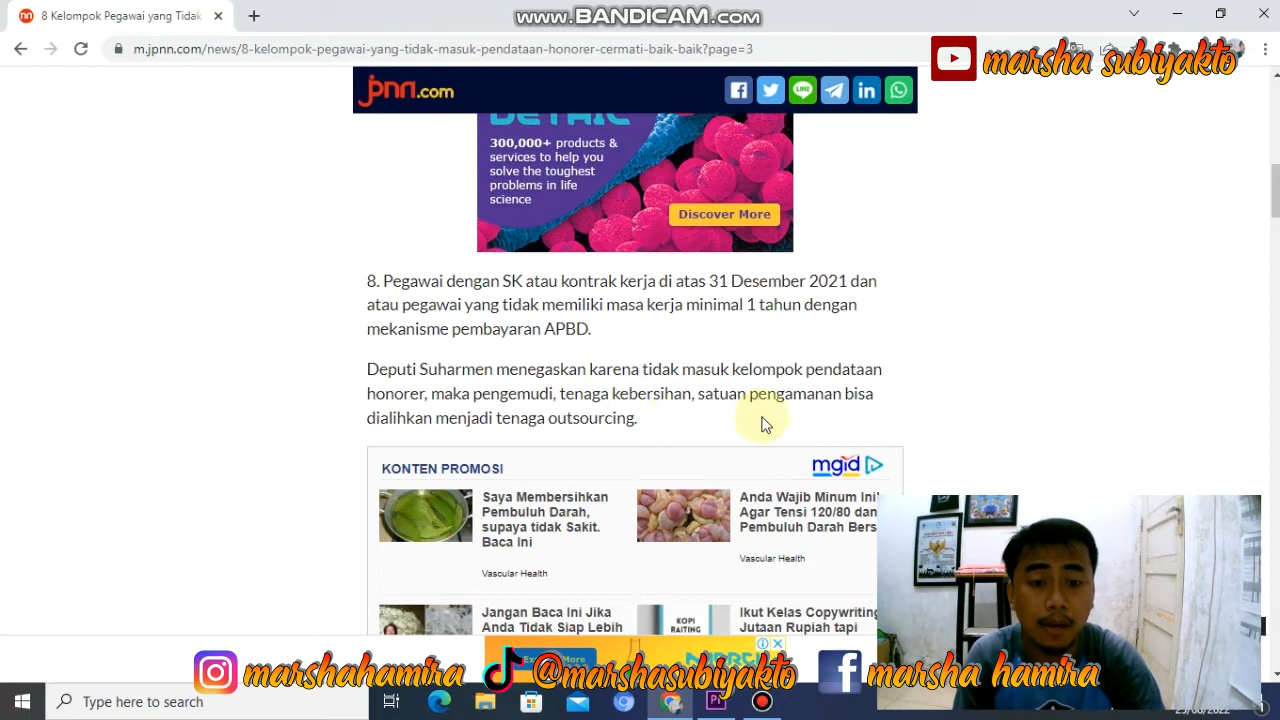 8 Kelompok Pegawai yang Tidak
WWW.BANDICAM.COM
m.jpnn.com/news/8-kelompok-pegawai-yang-tidak-masuk-pendataan-honorer-cermati-baik-baik?page=3
marsha subiyakto
jpnn.com
LINE
DETAIL
300,000+ products &
services to help you
solve the toughest
problems in life
science
Discover More
8. Pegawai dengan SK atau kontrak kerja di atas 31 Desember 2021 dan
atau pegawai yang tidak memiliki masa kerja minimal 1 tahun dengan
mekanisme pembayaran APBD.
Deputi Suharmen menegaskan karena tidak masuk kelompok pendataan
honorer, maka pengemudi, tenaga kebersihan, satuan pengamanan bisa
dialihkan menjadi tenaga outsourcing.
KONTEN PROMOSI
mgid
Saya Membersihkan
Pembuluh Darah,
supaya tidak Sakit.
Baca Ini
Vascular Health
Anda Wajib Minum Ini
Agar Tensi 120/80 dan
Pembuluh Darah Bers
Vascular Health
Jangan Baca Ini Jika
Anda Tidak Siap Lebih
KOPI
RAITING
Ikut Kelas Copywriting
Jutaan Rupiah tapi
marshahamira
@marshasubiyakto
marsha hamira
Type here to search
Pr